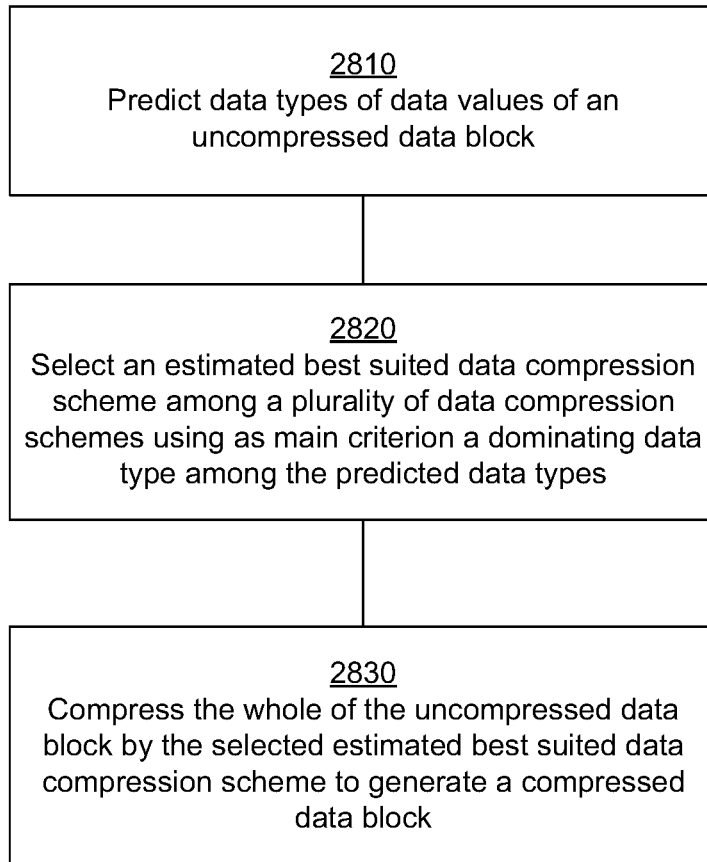 2810
Predict data types of data values of an
uncompressed data block
2820
Select an estimated best suited data compression
scheme among a plurality of data compression
schemes using as main criterion a dominating data
type among the predicted data types
2830
Compress the whole of the uncompressed data
block by the selected estimated best suited data
compression scheme to generate a compressed
data block